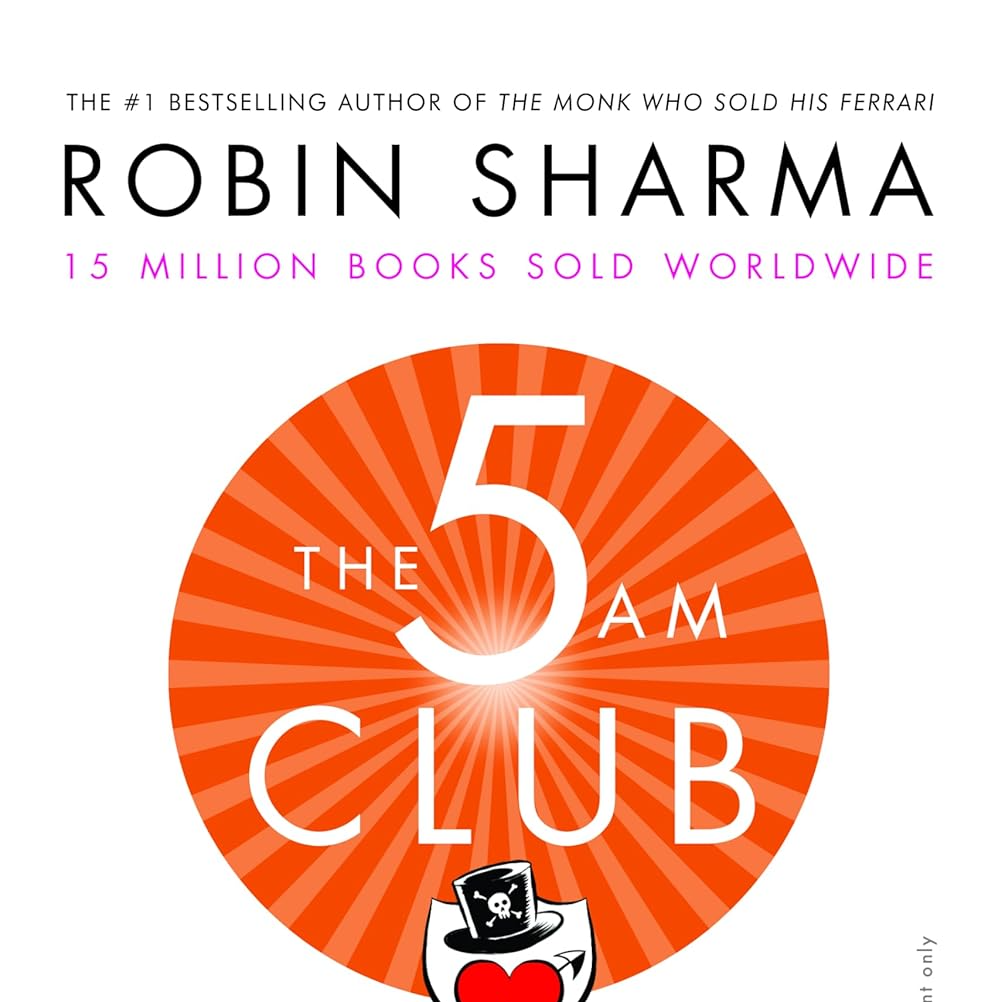 THE #1 BESTSELLING AUTHOR OF THE MONK WHO SOLD HIS FERRARI
ROBIN SHARMA
15 MILLION BOOKS SOLD WORLDWIDE
THE 5 AM
CLUB
only